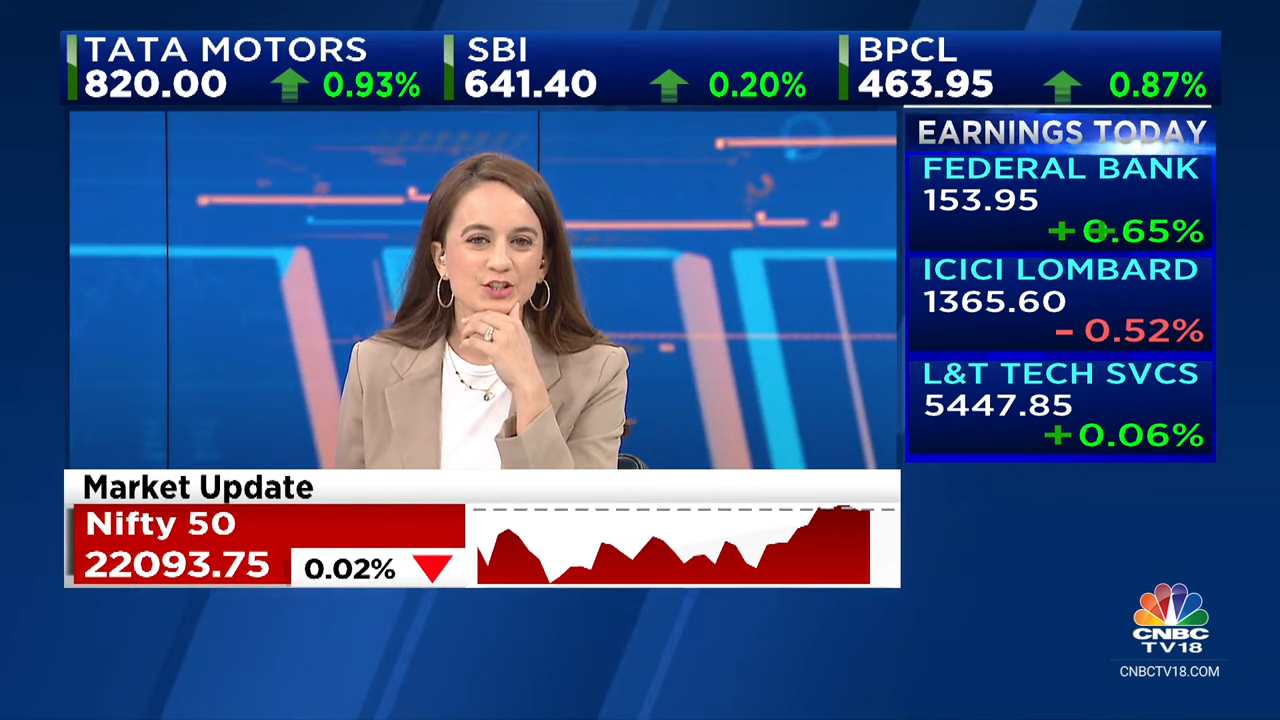 TATA MOTORS
820.00 0.93%
SBI
641.40 0.20%
BPCL
463.95 0.87%
EARNINGS TODAY
FEDERAL BANK
153.95
+0.65%
ICICI LOMBARD
1365.60
- 0.52%
L&T TECH SVCS
5447.85
+0.06%
Market Update
Nifty 50
22093.75 0.02%
CNBC
TV18
CNBCTV18.COM